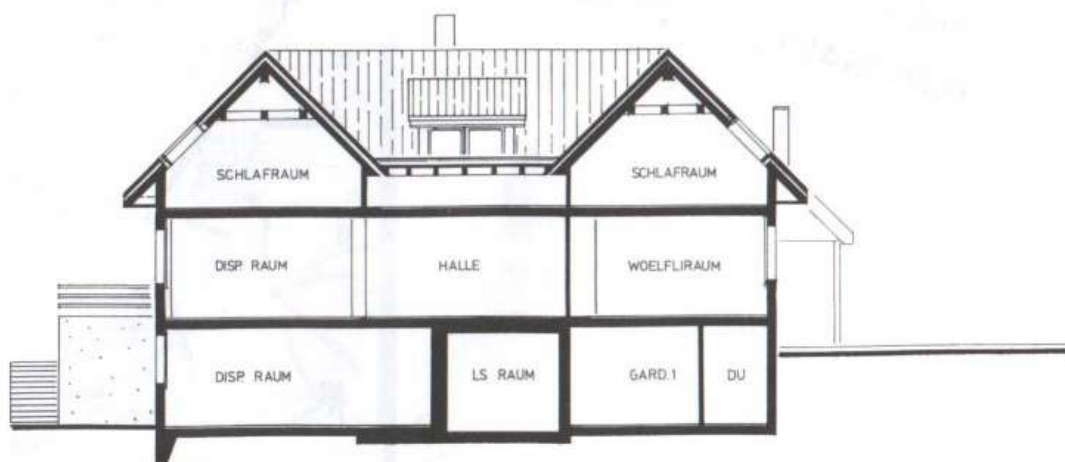 SCHLAFRAUM
SCHLAFRAUM
DISP. RAUM
HALLE
WOELFLIRAUM
DISP. RAUM
LS RAUM
GARD.1
DU